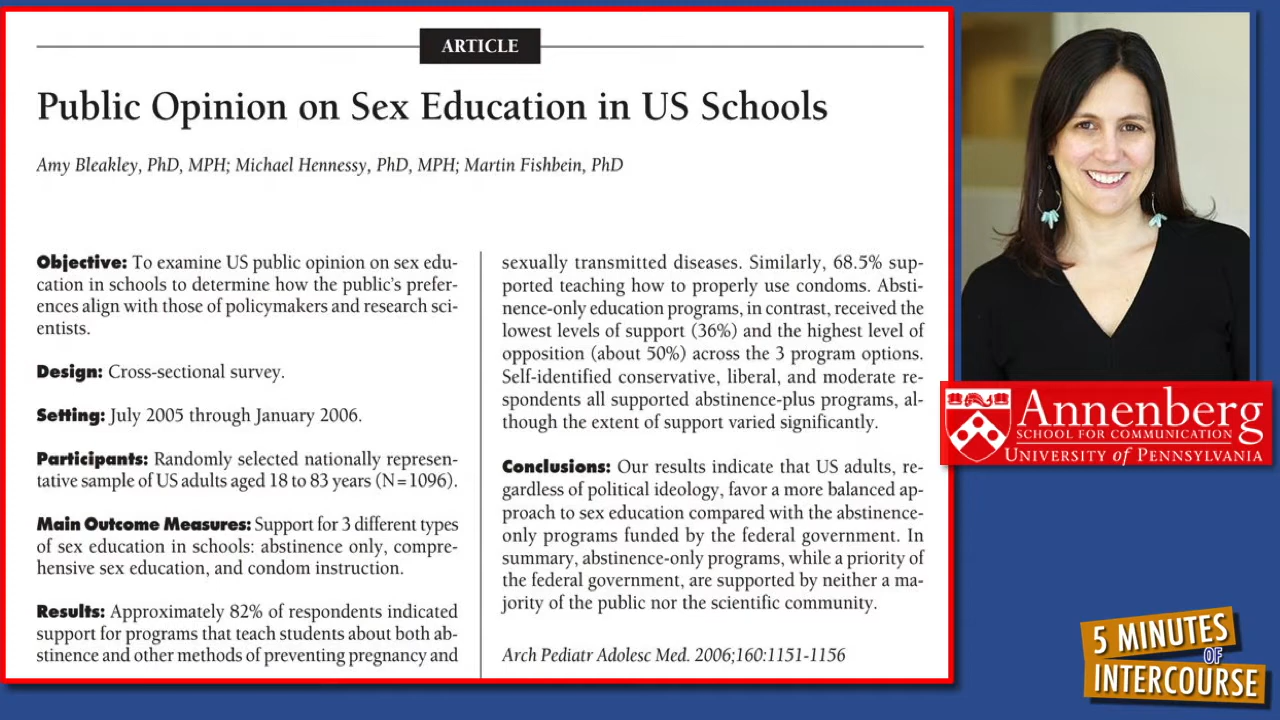 ARTICLE
Public Opinion on Sex Education in US Schools
Amy Bleakley, PhD, MPH; Michael Hennessy, PhD, MPH; Martin Fishbein, PhD
Objective: To examine US public opinion on sex edu-
cation in schools to determine how the public's prefer-
ences align with those of policymakers and research sci-
entists.
Design: Cross-sectional survey.
Setting: July 2005 through January 2006.
Participants: Randomly selected nationally represen-
tative sample of US adults aged 18 to 83 years (N=1096).
Main Outcome Measures: Support for 3 different types
of sex education in schools: abstinence only, compre-
hensive sex education, and condom instruction.
Results: Approximately 82% of respondents indicated
support for programs that teach students about both ab-
stinence and other methods of preventing pregnancy and
sexually transmitted diseases. Similarly, 68.5% sup-
ported teaching how to properly use condoms. Absti-
nence-only education programs, in contrast, received the
lowest levels of support (36%) and the highest level of
opposition (about 50%) across the 3 program options.
Self-identified conservative, liberal, and moderate re-
spondents all supported abstinence-plus programs, al-
though the extent of support varied significantly.
Conclusions: Our results indicate that US adults, re-
gardless of political ideology, favor a more balanced ap-
proach to sex education compared with the abstinence-
only programs funded by the federal government. In
summary, abstinence-only programs, while a priority of
the federal government, are supported by neither a ma-
jority of the public nor the scientific community.
Arch Pediatr Adolesc Med. 2006;160:1151-1156
Annenberg
SCHOOL FOR COMMUNICATION
UNIVERSITY of PENNSYLVANIA
5 MINUTES
OF
INTERCOURSE